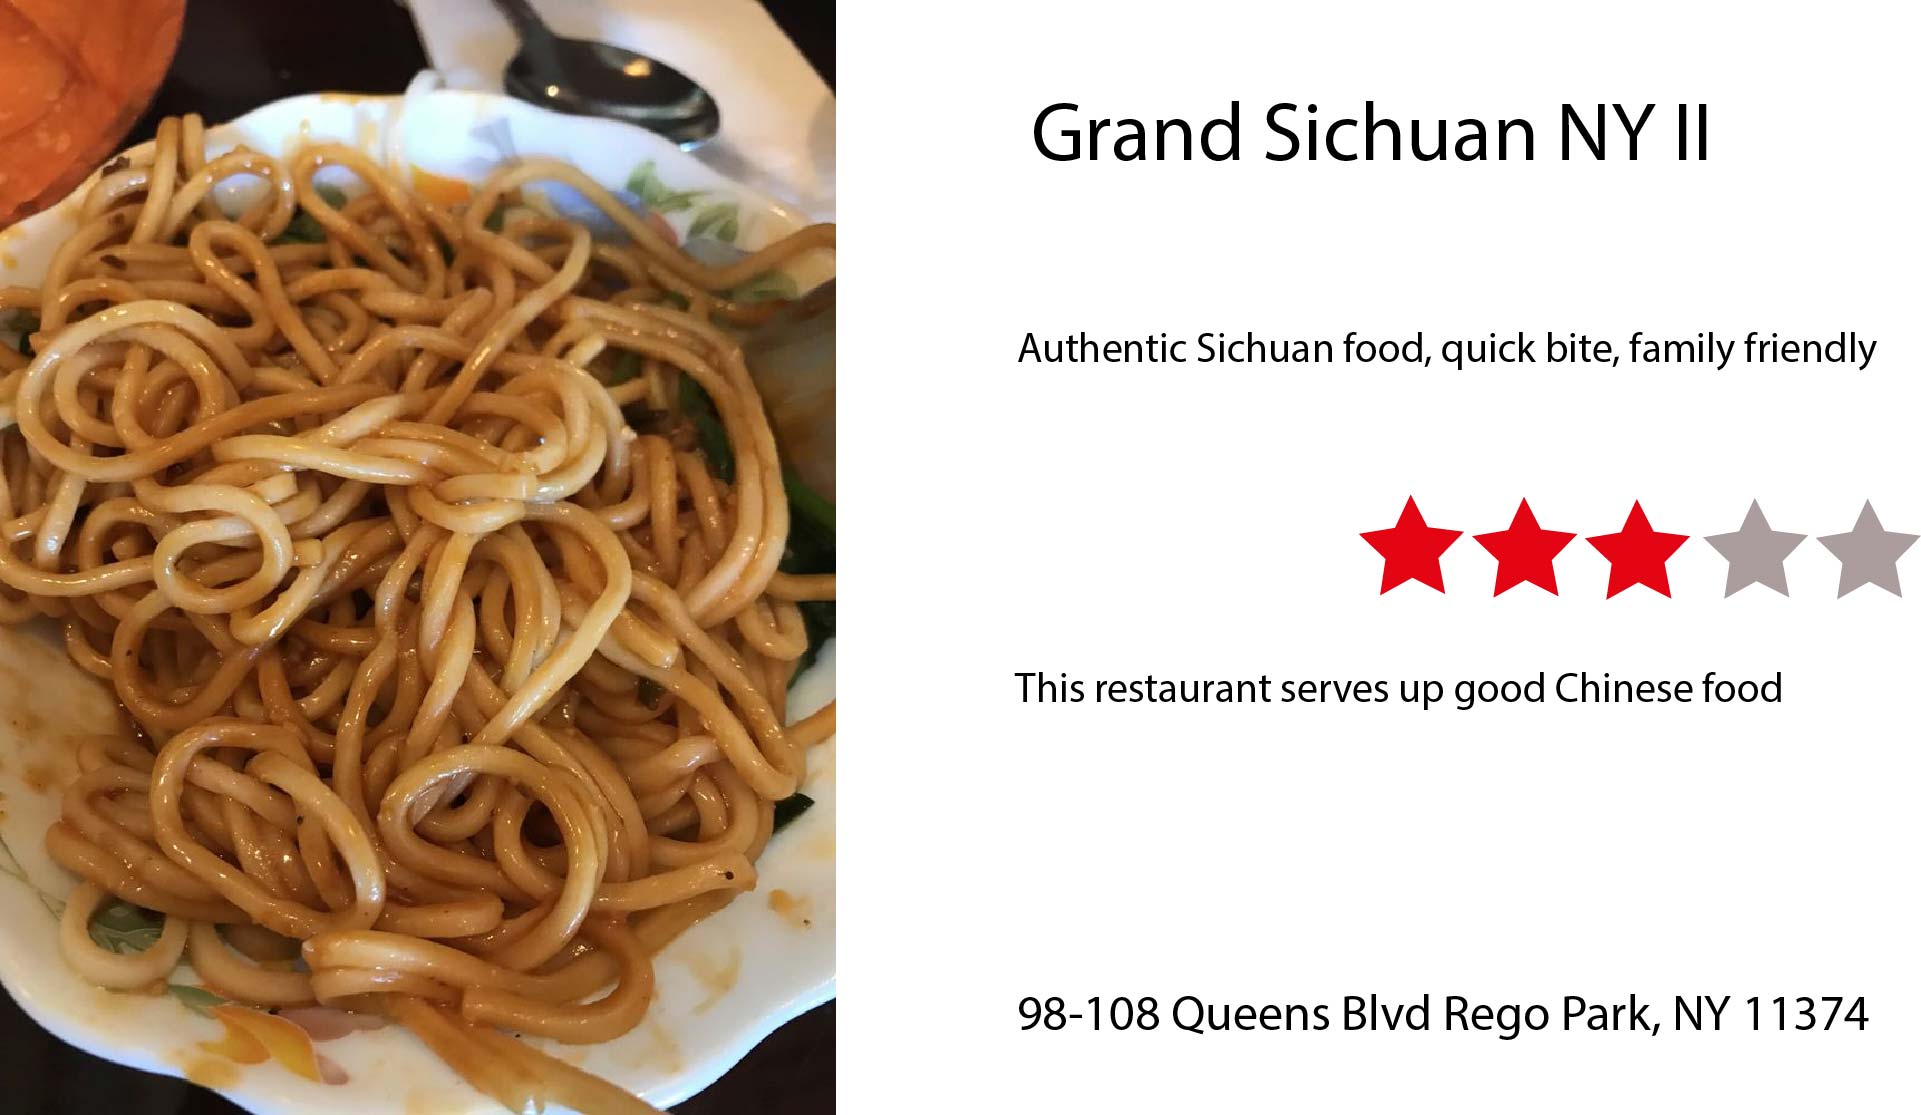 Grand Sichuan NY II
Authentic Sichuan food, quick bite, family friendly
This restaurant serves up good Chinese food
98-108 Queens Blvd Rego Park, NY 11374